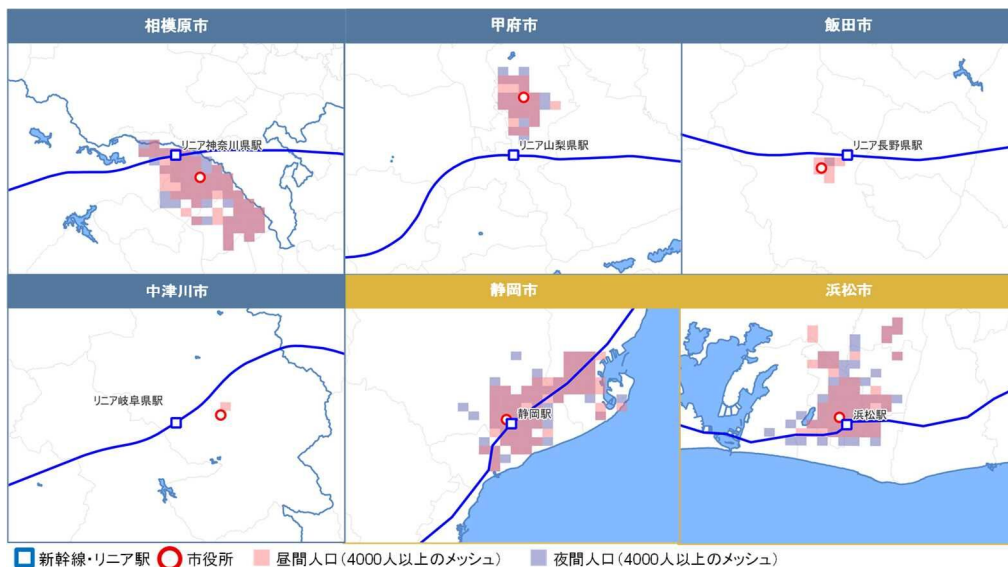 相模原市
甲府市
飯田市
リニア神奈川県駅
リニア山梨県駅
リニア長野県駅
中津川市
静岡市
浜松市
リニア岐阜県駅
静岡駅
浜松駅
新幹線・リニア駅 市役所 昼間人口(4000人以上のメッシュ) 夜間人口(4000人以上のメッシュ)